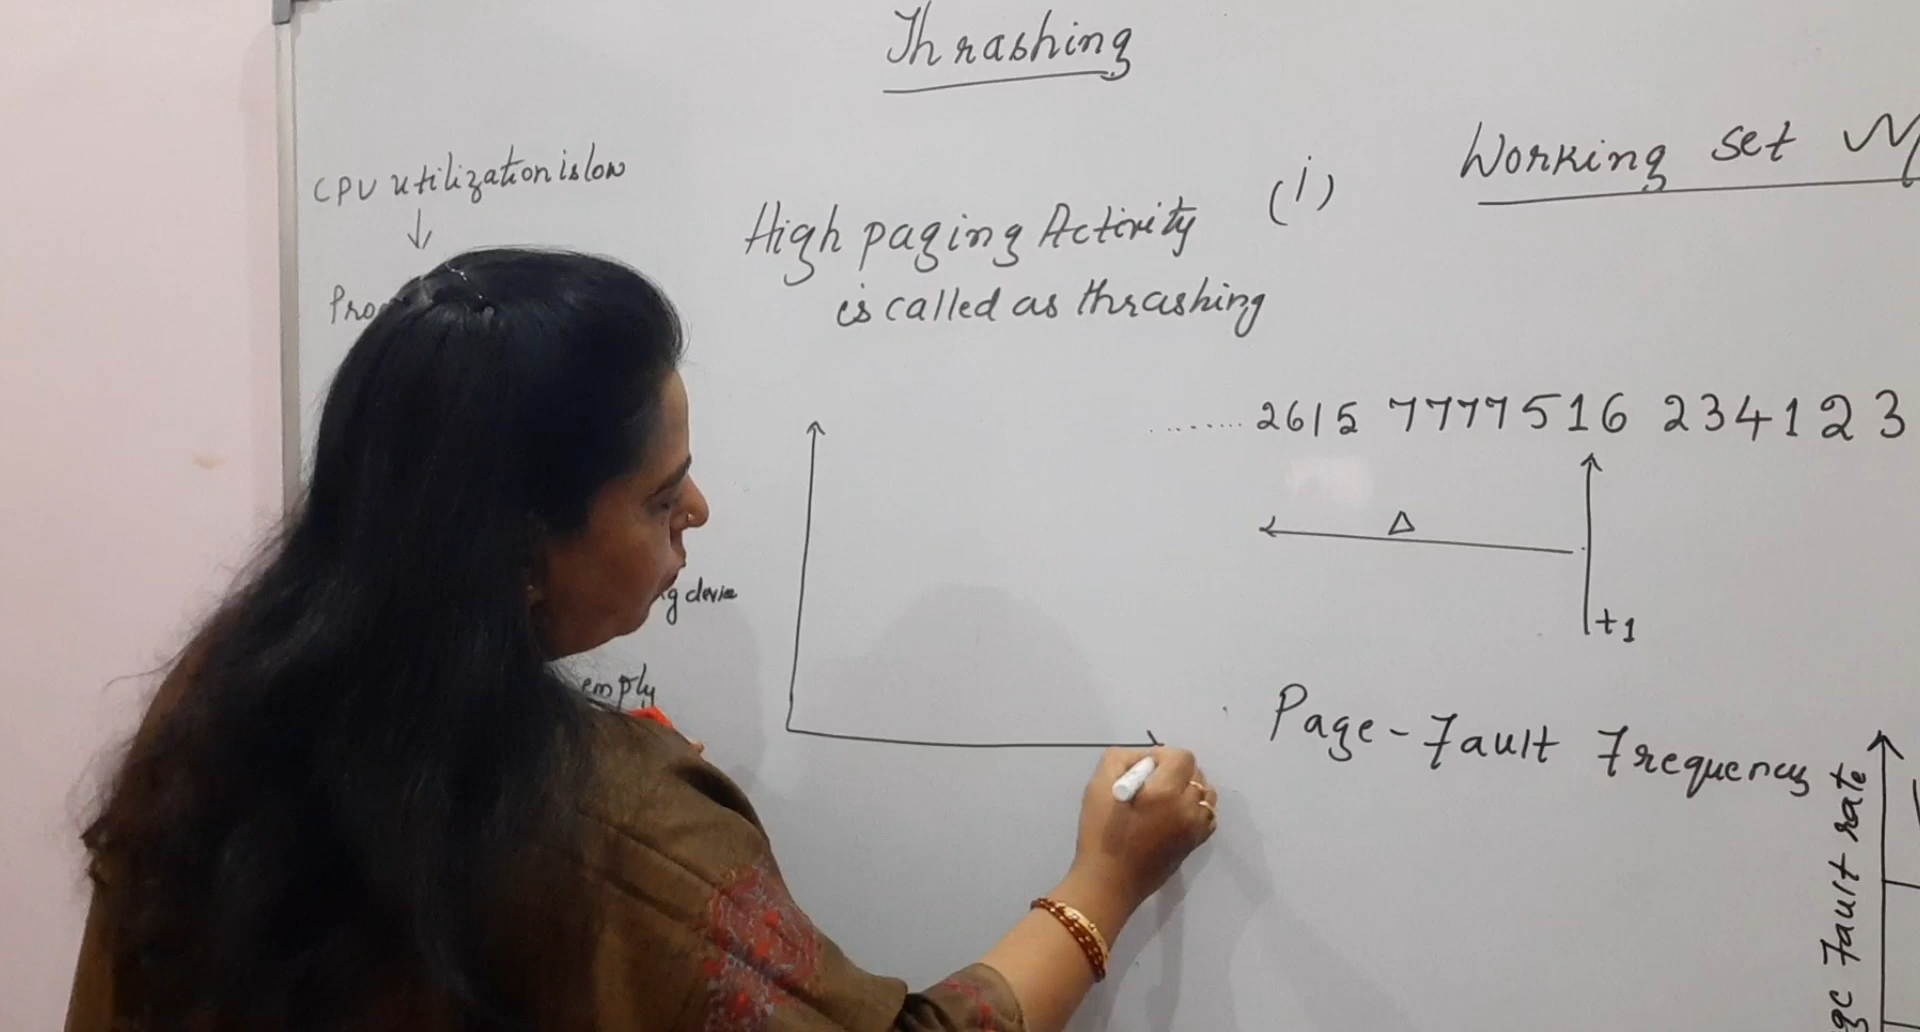 Thrashing
CPU utilization is low
High paging Activity
is called as thrashing
(i)
Working set
........ 2615 7777516 234123
Δ
t1
Page-Fault Frequency
Fault rate